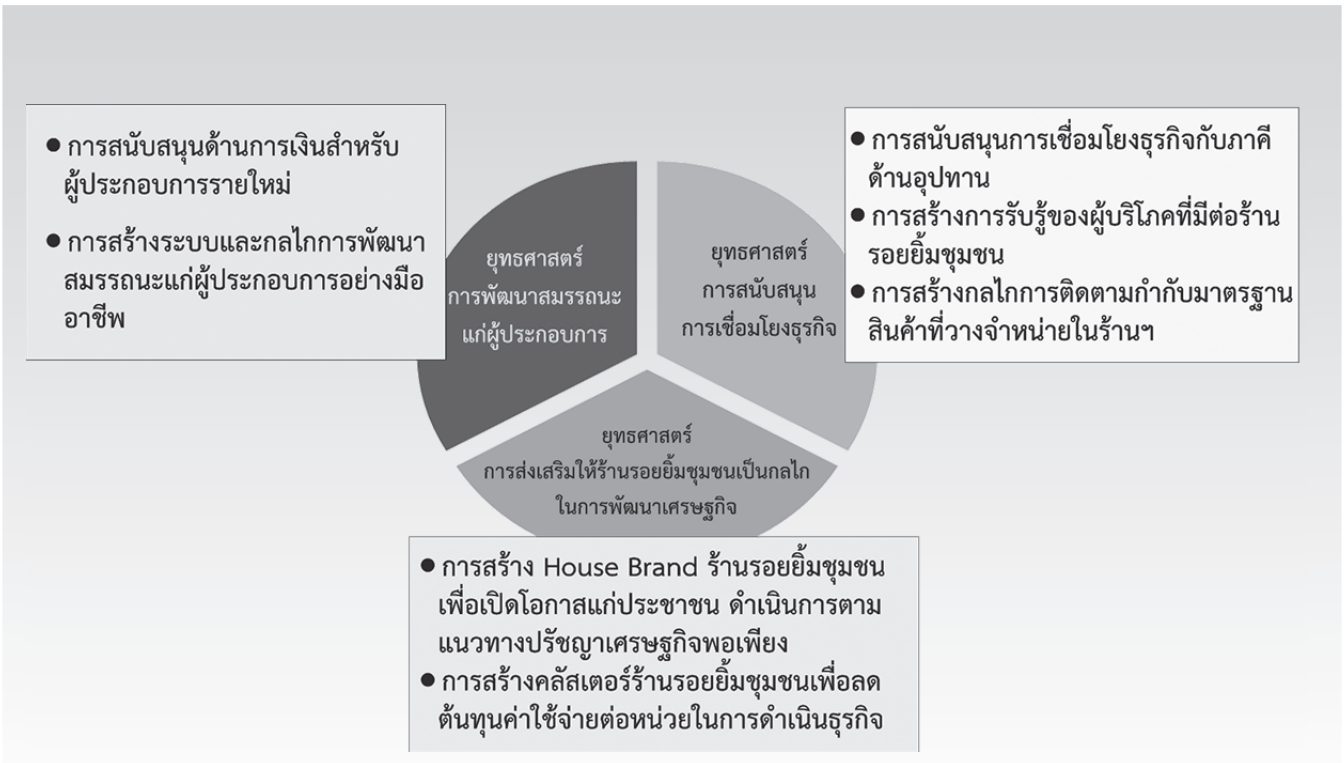 ● การสนับสนุนด้านการเงินสำหรับ
ผู้ประกอบการรายใหม่
● การสร้างระบบและกลไกการพัฒนา
สมรรถนะแก่ผู้ประกอบการอย่างมือ
อาชีพ
ยุทธศาสตร์
การพัฒนาสมรรถนะ
แก่ผู้ประกอบการ
ยุทธศาสตร์
การสนับสนุน
การเชื่อมโยงธุรกิจ
● การสนับสนุนการเชื่อมโยงธุรกิจกับภาคี
ด้านอุปทาน
● การสร้างการรับรู้ของผู้บริโภคที่มีต่อร้าน
รอยยิ้มชุมชน
● การสร้างกลไกการติดตามกำกับมาตรฐาน
สินค้าที่วางจำหน่ายในร้านฯ
ยุทธศาสตร์
การส่งเสริมให้ร้านรอยยิ้มชุมชนเป็นกลไก
ในการพัฒนาเศรษฐกิจ
● การสร้าง House Brand ร้านรอยยิ้มชุมชน
เพื่อเปิดโอกาสแก่ประชาชน ดำเนินการตาม
แนวทางปรัชญาเศรษฐกิจพอเพียง
● การสร้างคลัสเตอร์ร้านรอยยิ้มชุมชนเพื่อลด
ต้นทุนค่าใช้จ่ายต่อหน่วยในการดำเนินธุรกิจ